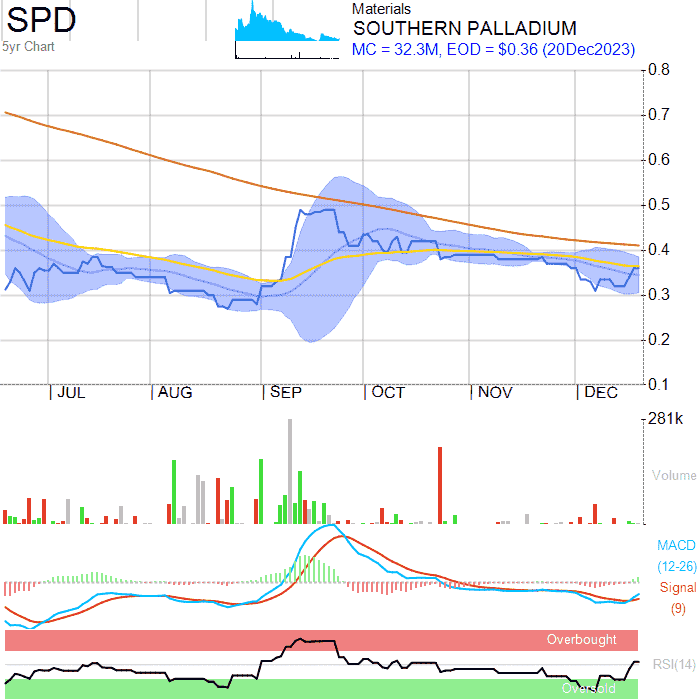 SPD
5yr Chart
Materials
SOUTHERN PALLADIUM
MC = 32.3M, EOD = $0.36 (20Dec2023)
0.8
0.7
0.6
0.5
0.4
0.3
0.2
0.1
JUL AUG SEP OCT NOV DEC
281k
Volume
MACD
(12-26)
Signal
(9)
Overbought
RSI(14)
Oversold